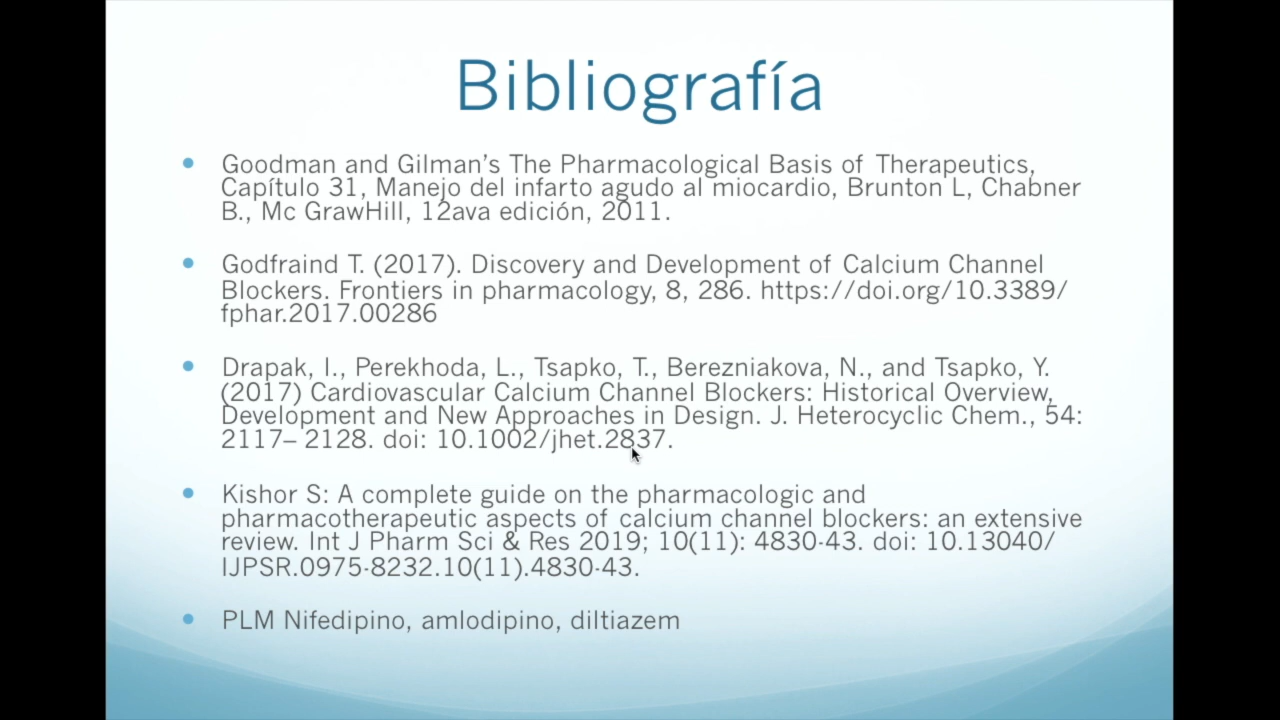 Bibliografía
Goodman and Gilman's The Pharmacological Basis of Therapeutics,
Capítulo 31, Manejo del infarto agudo al miocardio, Brunton L, Chabner
B., Mc GrawHill, 12ava edición, 2011.
Godfraind T. (2017). Discovery and Development of Calcium Channel
Blockers. Frontiers in pharmacology, 8, 286. https://doi.org/10.3389/
fphar.2017.00286
Drapak, I., Perekhoda, L., Tsapko, T., Berezniakova, N., and Tsapko, Y.
(2017) Cardiovascular Calcium Channel Blockers: Historical Overview,
Development and New Approaches in Design. J. Heterocyclic Chem., 54:
2117– 2128. doi: 10.1002/jhet.2837.
Kishor S: A complete guide on the pharmacologic and
pharmacotherapeutic aspects of calcium channel blockers: an extensive
review. Int J Pharm Sci & Res 2019; 10(11): 4830-43. doi: 10.13040/
IJPSR.0975-8232.10(11).4830-43.
PLM Nifedipino, amlodipino, diltiazem